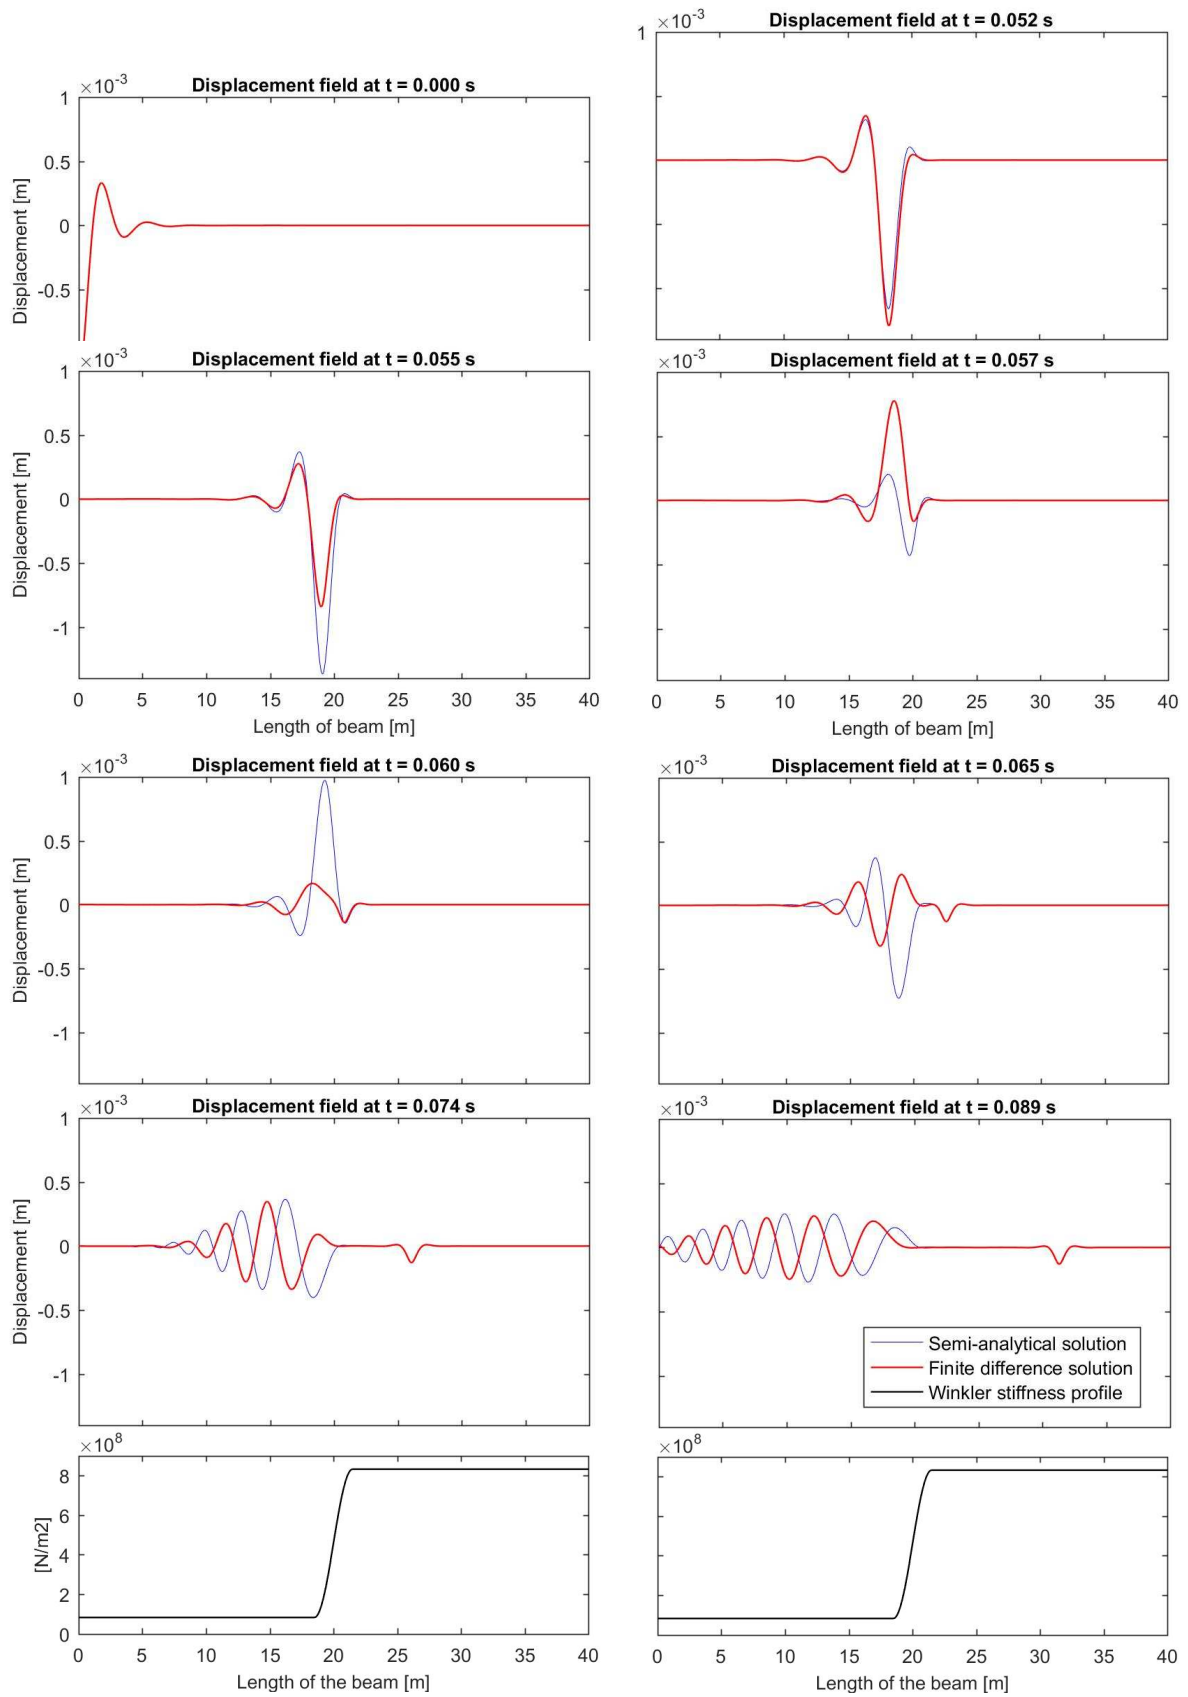 ×10-3
Displacement field at t = 0.000 s
1
0.5
0
-0.5
Displacement [m]
×10-3
Displacement field at t = 0.052 s
1
×10-3
Displacement field at t = 0.055 s
1
0.5
0
-0.5
-1
Displacement [m]
0 5 10 15 20 25 30 35 40
Length of beam [m]
×10-3
Displacement field at t = 0.057 s
0 5 10 15 20 25 30 35 40
Length of beam [m]
×10-3
Displacement field at t = 0.060 s
1
0.5
0
-0.5
-1
Displacement [m]
×10-3
Displacement field at t = 0.065 s
×10-3
Displacement field at t = 0.074 s
1
0.5
0
-0.5
-1
Displacement [m]
×10-3
Displacement field at t = 0.089 s
Semi-analytical solution
Finite difference solution
Winkler stiffness profile
×108
8
6
4
2
0
[N/m2]
0 5 10 15 20 25 30 35 40
Length of the beam [m]
×108
0 5 10 15 20 25 30 35 40
Length of the beam [m]